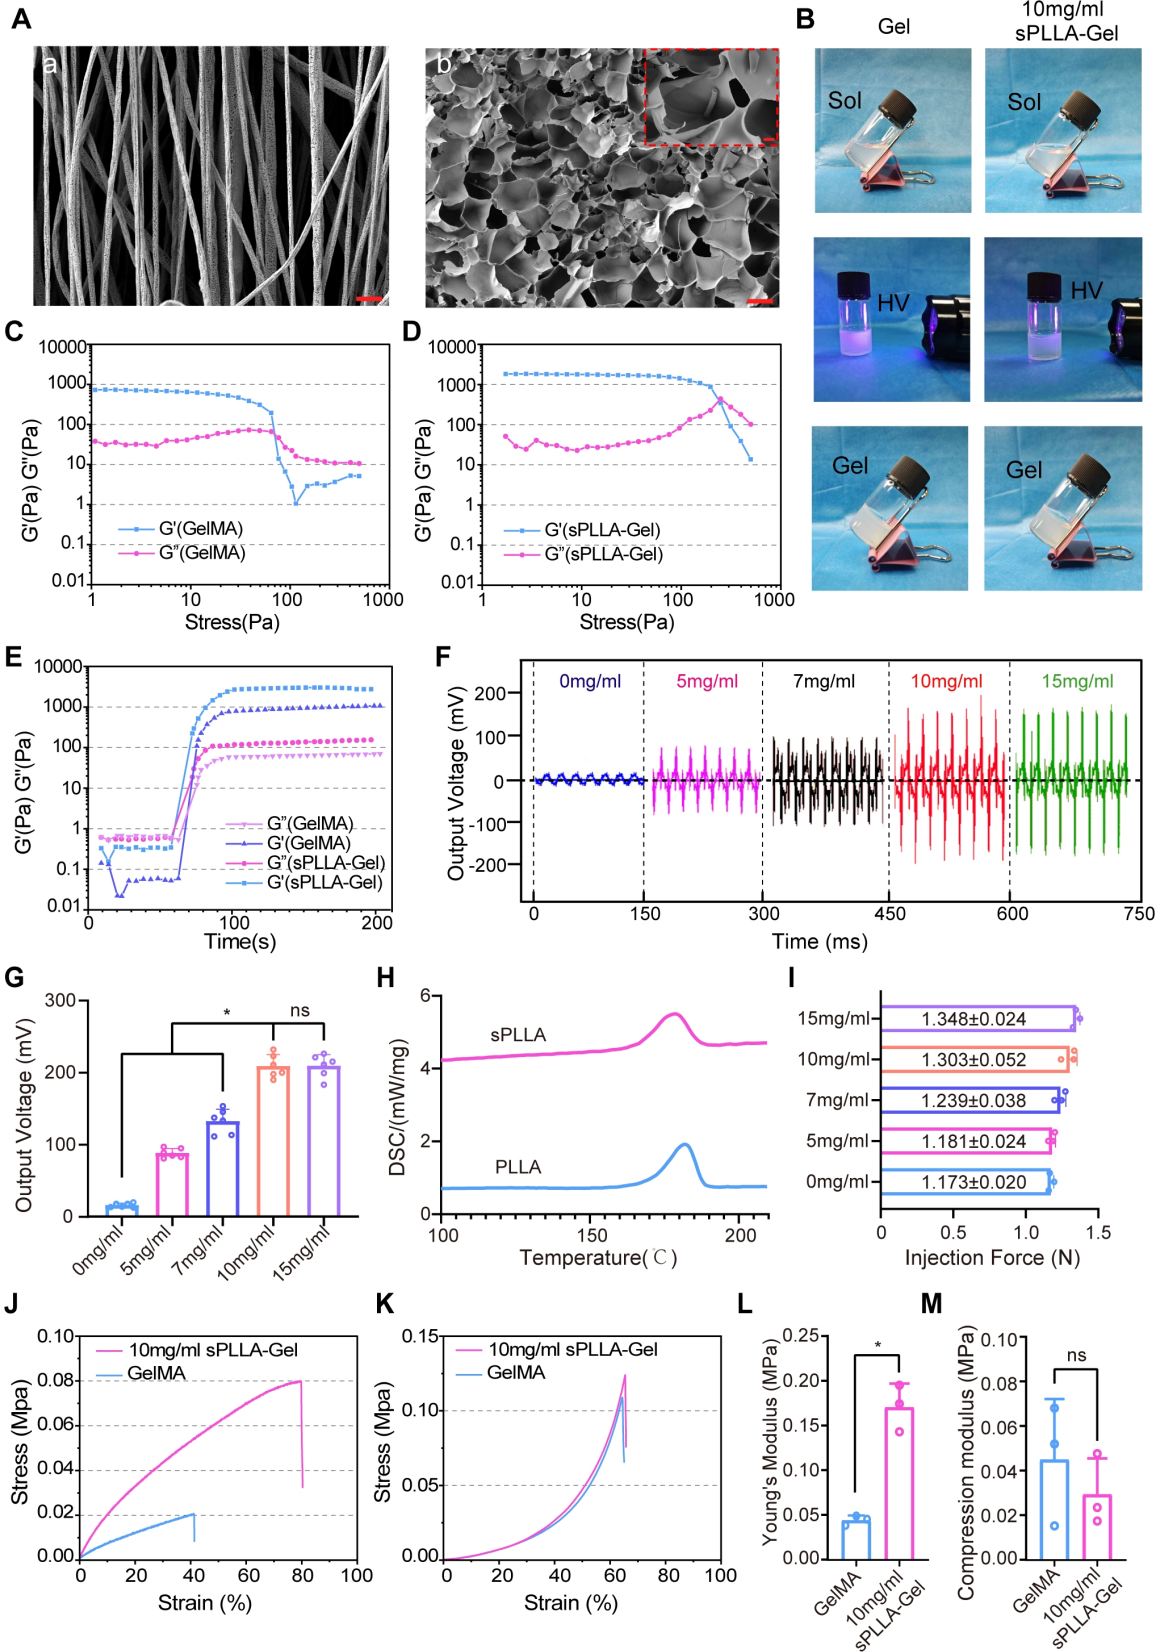 A
a
b
B
Gel
10mg/ml
sPLLA-Gel
Sol
Sol
HV
HV
Gel
Gel
C
10000
1000
100
10
1
0.1
0.01
G'(Pa) G"(Pa)
G'(GelMA)
G"(GelMA)
1
10
100
1000
Stress(Pa)
D
10000
1000
100
10
1
0.1
0.01
G'(Pa) G"(Pa)
G'(sPLLA-Gel)
G"(sPLLA-Gel)
1
10
100
1000
Stress(Pa)
E
10000
1000
100
10
1
0.1
0.01
G'(Pa) G"(Pa)
G"(GelMA)
G'(GelMA)
G"(sPLLA-Gel)
G'(sPLLA-Gel)
0
100
200
Time(s)
F
Output Voltage (mV)
200
100
0
-100
-200
0mg/ml
5mg/ml
7mg/ml
10mg/ml
15mg/ml
0
150
300
450
600
750
Time (ms)
G
Output Voltage (mV)
300
200
100
0
*
ns
0mg/ml
5mg/ml
7mg/ml
10mg/ml
15mg/ml
H
DSC/(mW/mg)
6
4
2
0
sPLLA
PLLA
100
150
200
Temperature(℃)
I
15mg/ml
1.348±0.024
10mg/ml
1.303±0.052
7mg/ml
1.239±0.038
5mg/ml
1.181±0.024
0mg/ml
1.173±0.020
0
0.5
1.0
1.5
Injection Force (N)
J
Stress (Mpa)
0.10
0.08
0.06
0.04
0.02
0.00
10mg/ml sPLLA-Gel
GelMA
0
20
40
60
80
100
Strain (%)
K
Stress (Mpa)
0.15
0.10
0.05
0.00
10mg/ml sPLLA-Gel
GelMA
0
20
40
60
80
100
Strain (%)
L
Young's Modulus (MPa)
0.25
0.20
0.15
0.10
0.05
0.00
*
GelMA
10mg/ml
sPLLA-Gel
M
Compression modulus (MPa)
0.10
0.08
0.06
0.04
0.02
0.00
ns
GelMA
10mg/ml
sPLLA-Gel